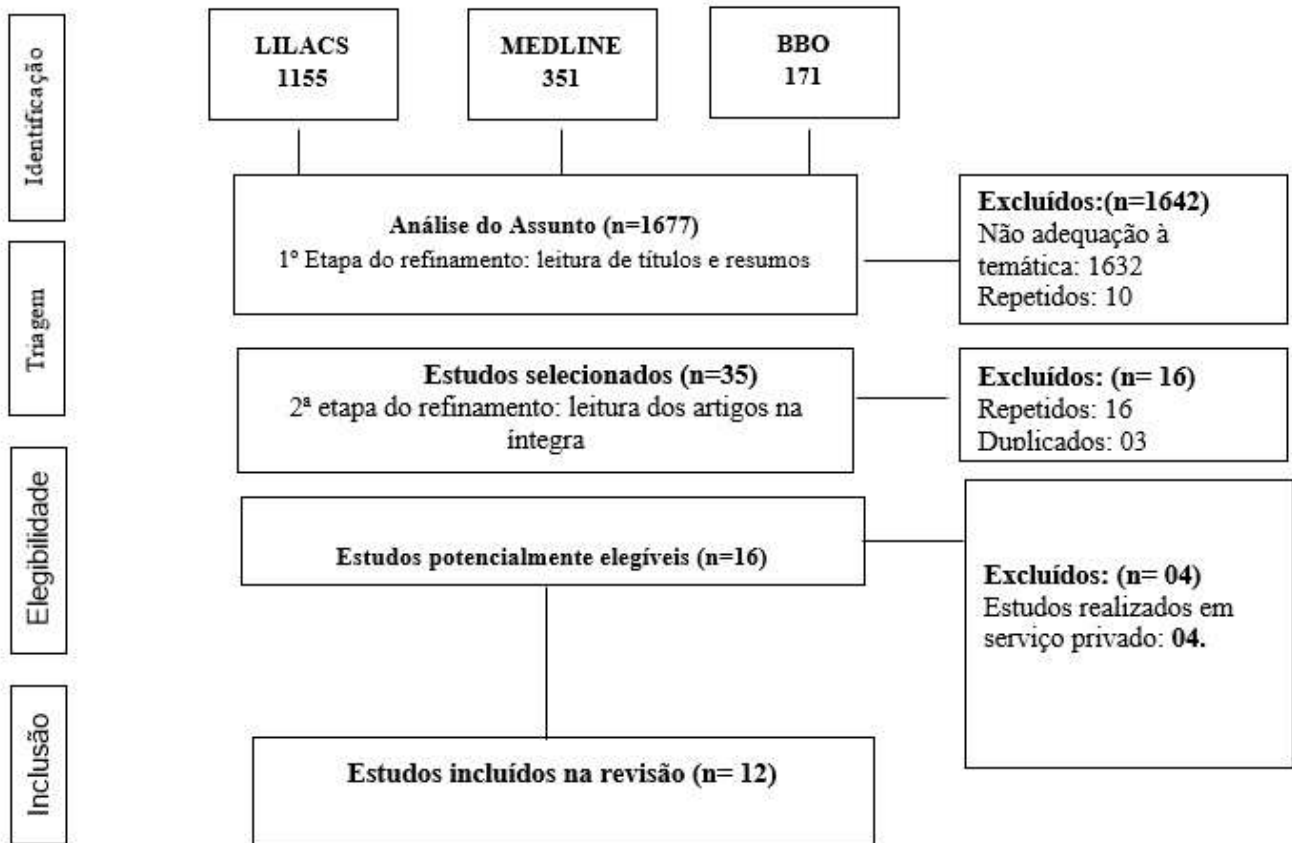 Identificação
LILACS
1155
MEDLINE
351
BBO
171
Análise do Assunto (n=1677)
1º Etapa do refinamento: leitura de títulos e resumos
Excluídos:(n=1642)
Não adequação à
temática: 1632
Repetidos: 10
Triagem
Estudos selecionados (n=35)
2ª etapa do refinamento: leitura dos artigos na
íntegra
Excluídos: (n= 16)
Repetidos: 16
Duplicados: 03
Elegibilidade
Estudos potencialmente elegíveis (n=16)
Excluídos: (n= 04)
Estudos realizados em
serviço privado: 04.
Inclusão
Estudos incluídos na revisão (n= 12)